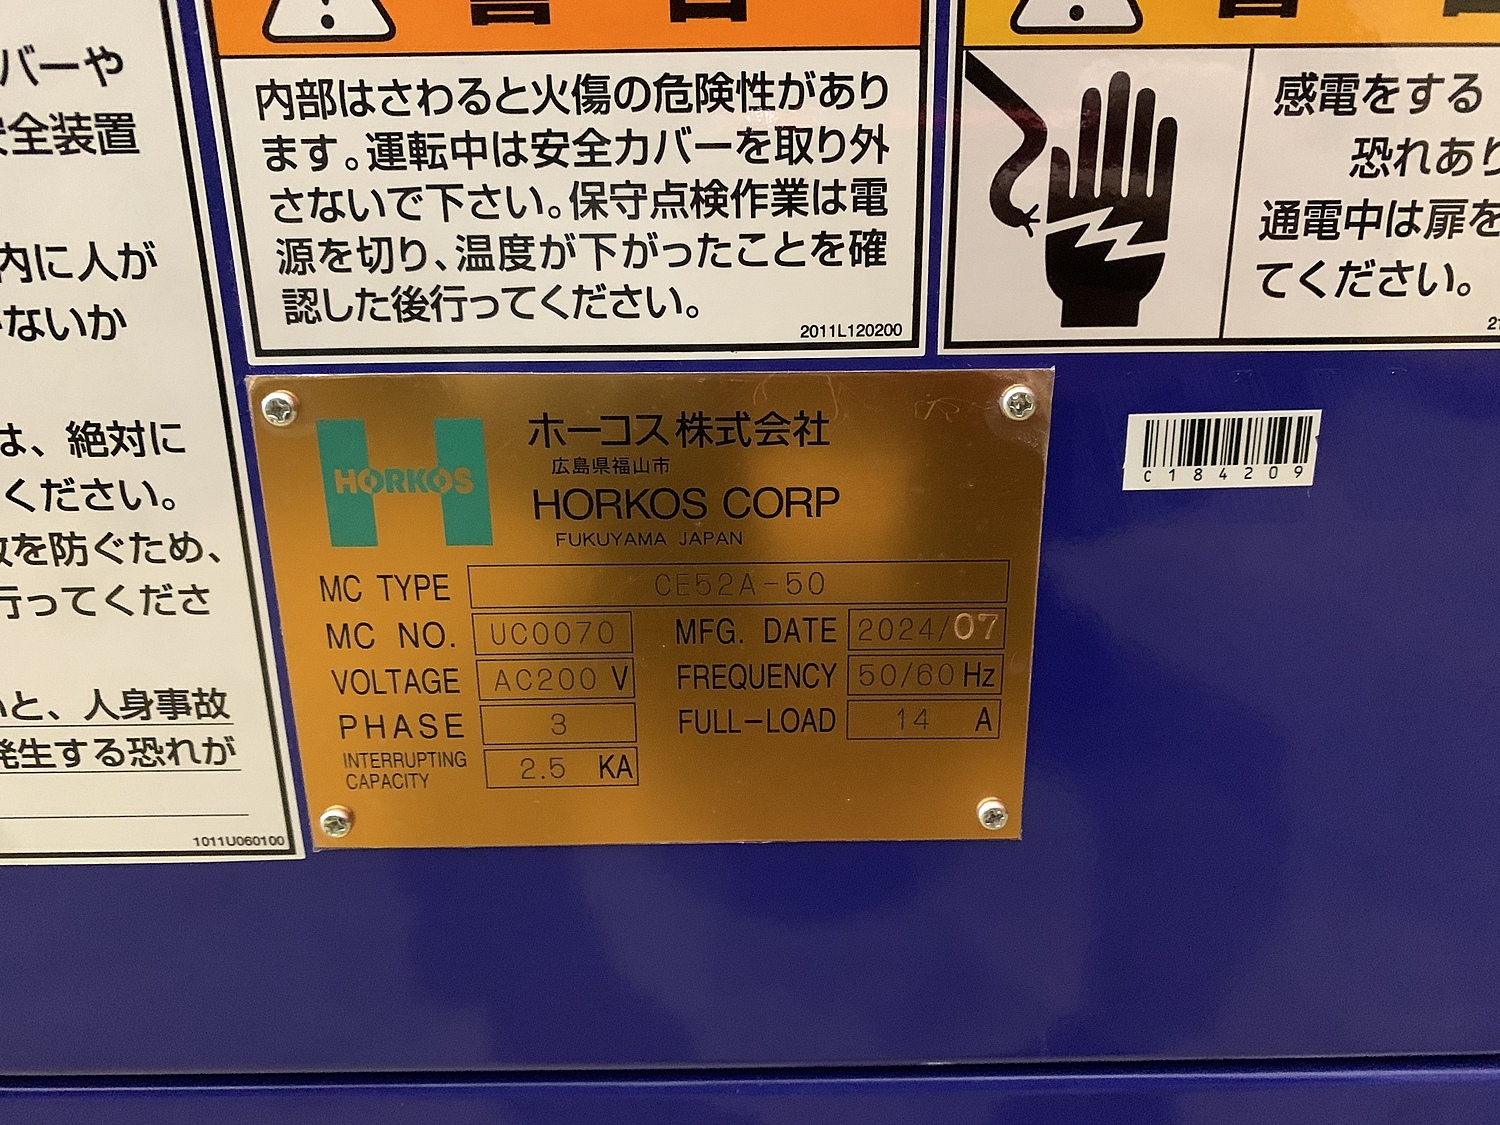 バーや
安全装置
内に人が
ないか
は、絶対に
ください。
を防ぐため、
行ってくださ
いと、人身事故
発生する恐れが
1011U060100
警告
内部はさわると火傷の危険性があり
ます。運転中は安全カバーを取り外
さないで下さい。保守点検作業は電
源を切り、温度が下がったことを確
認した後行ってください。
2011L120200
感電をする
恐れあり
通電中は扉を
てください。
HORKOS
ホーコス株式会社
広島県福山市
HORKOS CORP
FUKUYAMA JAPAN
MC TYPE CE52A-50
MC NO. UC0070 MFG. DATE 2024/07
VOLTAGE AC200 V FREQUENCY 50/60 Hz
PHASE 3 FULL-LOAD 14 A
INTERRUPTING
CAPACITY 2.5 KA
C184209